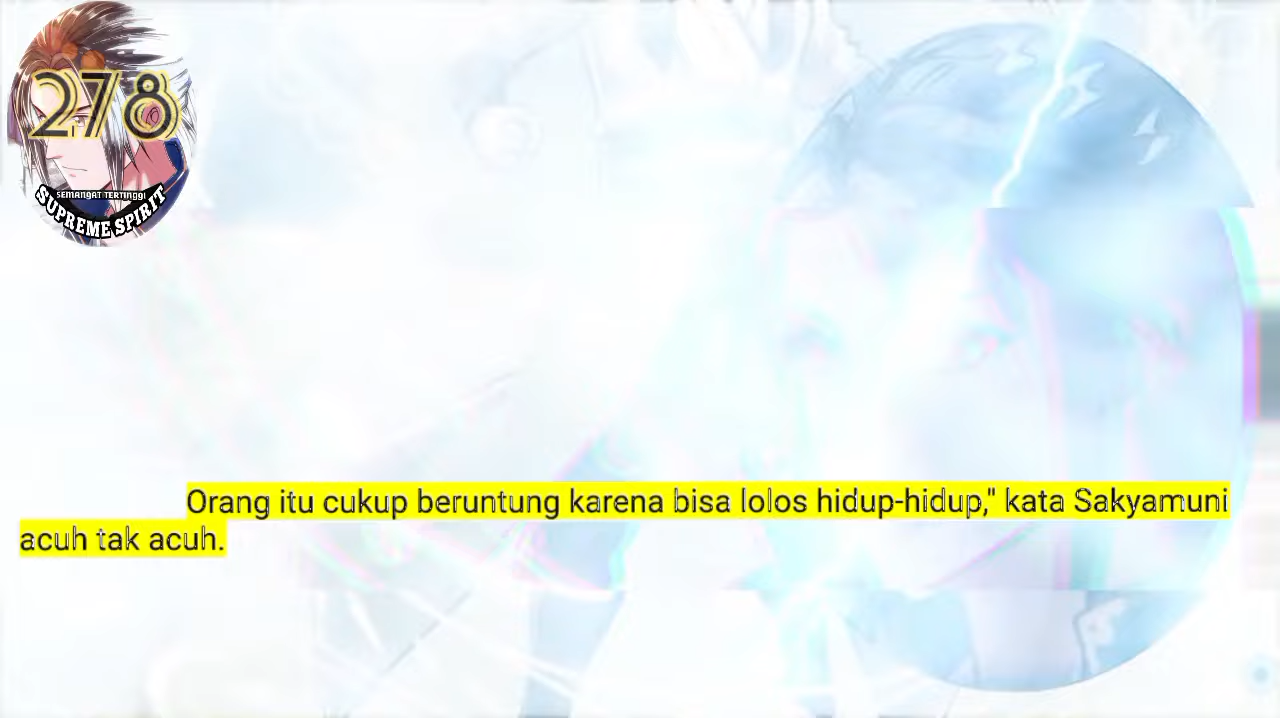 278
SEMANGAT TERTINGGI
SUPREME SPIRIT
Orang itu cukup beruntung karena bisa lolos hidup-hidup," kata Sakyamuni
acuh tak acuh.